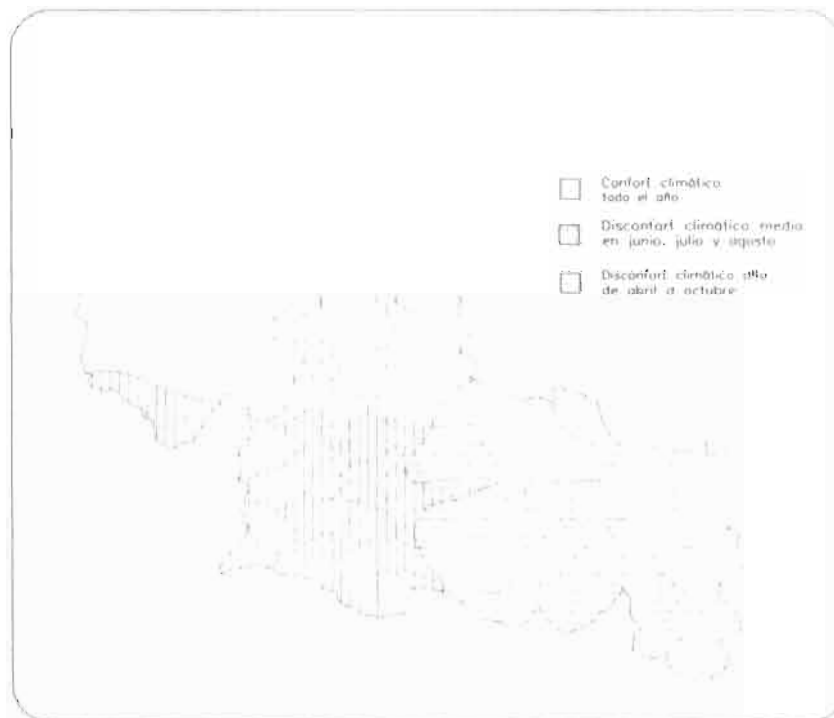 Confort climático
todo el año
Disconfort climático medio
en junio, julio y agosto
Disconfort climático alto
de abril a octubre